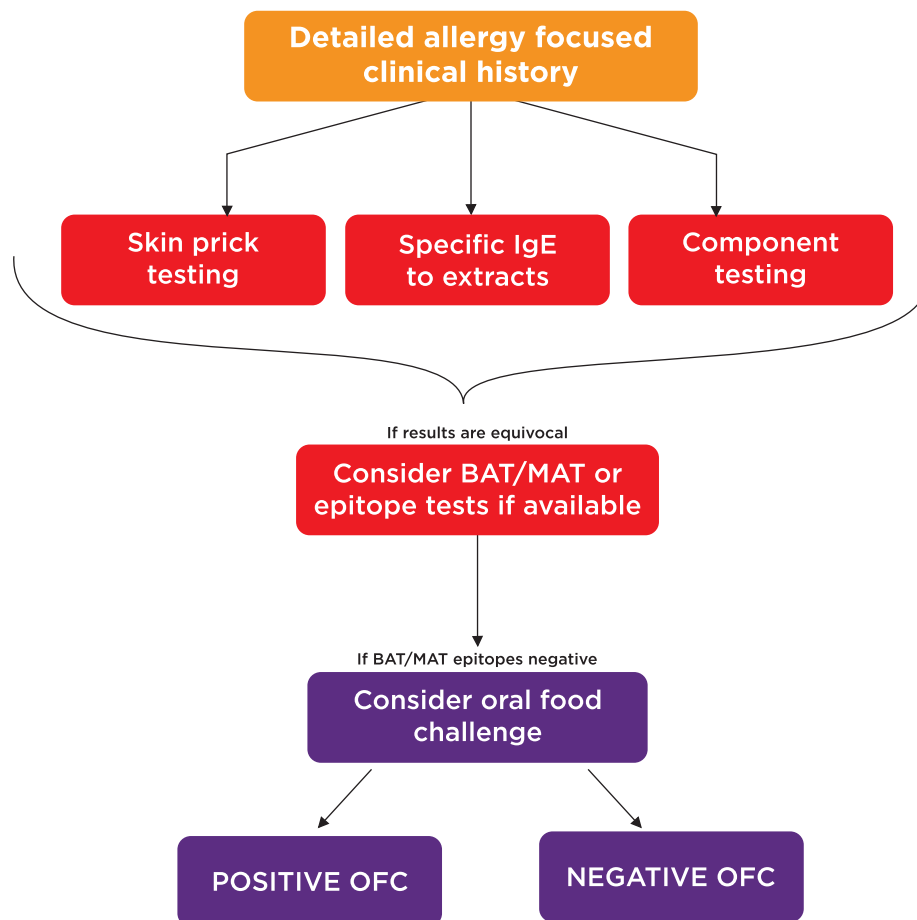 Detailed allergy focused
clinical history
Skin prick
testing
Specific IgE
to extracts
Component
testing
If results are equivocal
Consider BAT/MAT or
epitope tests if available
If BAT/MAT epitopes negative
Consider oral food
challenge
POSITIVE OFC
NEGATIVE OFC